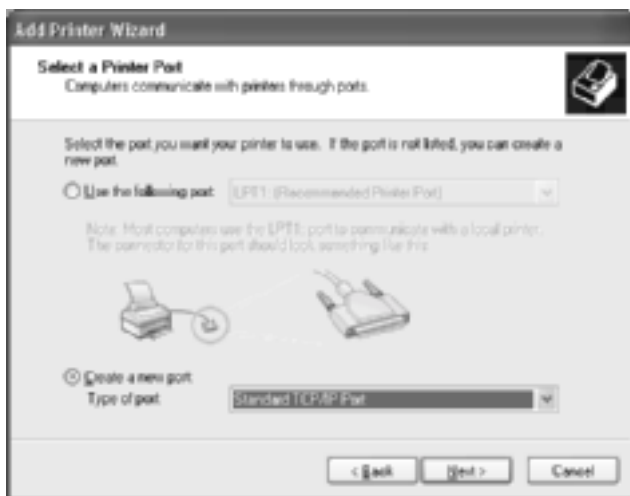 Add Printer Wizard
Select a Printer Port
Computers communicate with printers through ports.
Select the port you want your printer to use. If the port is not listed, you can create a
new port.
Use the following port:
LPT1: (Recommended Printer Port)
Note: Most computers use the LPT1: port to communicate with a local printer.
The connector for this port should look something like this:
Create a new port:
Type of port:
Standard TCP/IP Port
< Back
Next >
Cancel